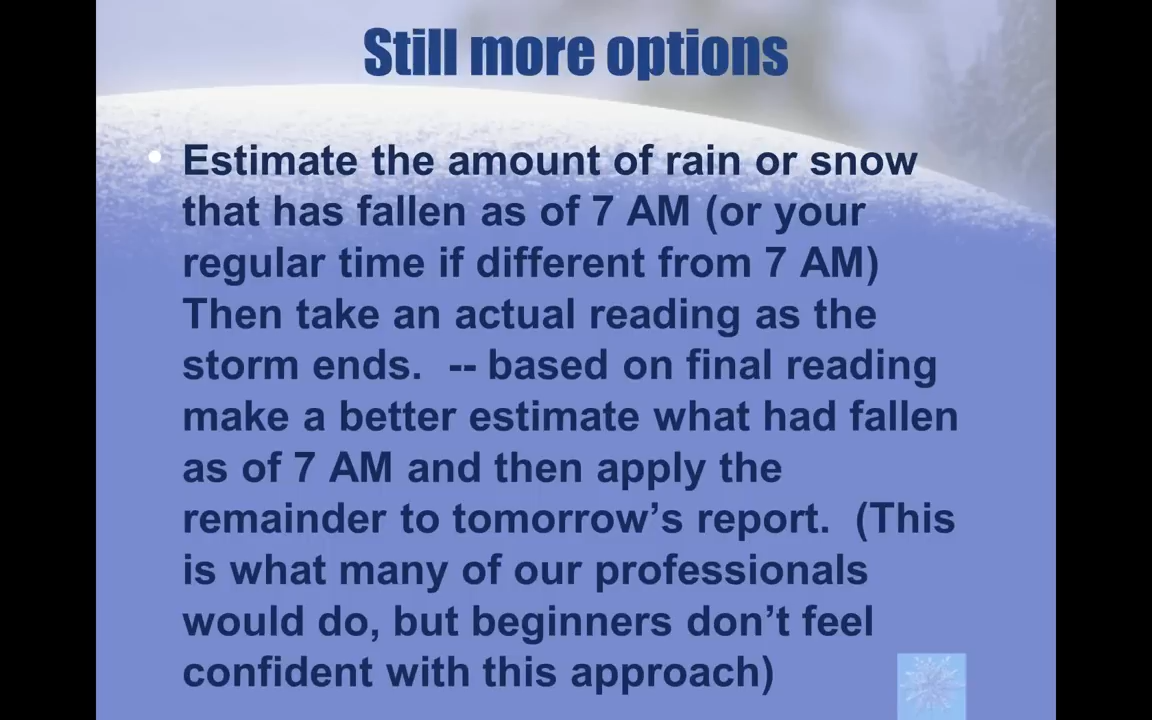 Still more options
• Estimate the amount of rain or snow
that has fallen as of 7 AM (or your
regular time if different from 7 AM)
Then take an actual reading as the
storm ends.  -- based on final reading
make a better estimate what had fallen
as of 7 AM and then apply the
remainder to tomorrow’s report.  (This
is what many of our professionals
would do, but beginners don’t feel
confident with this approach)